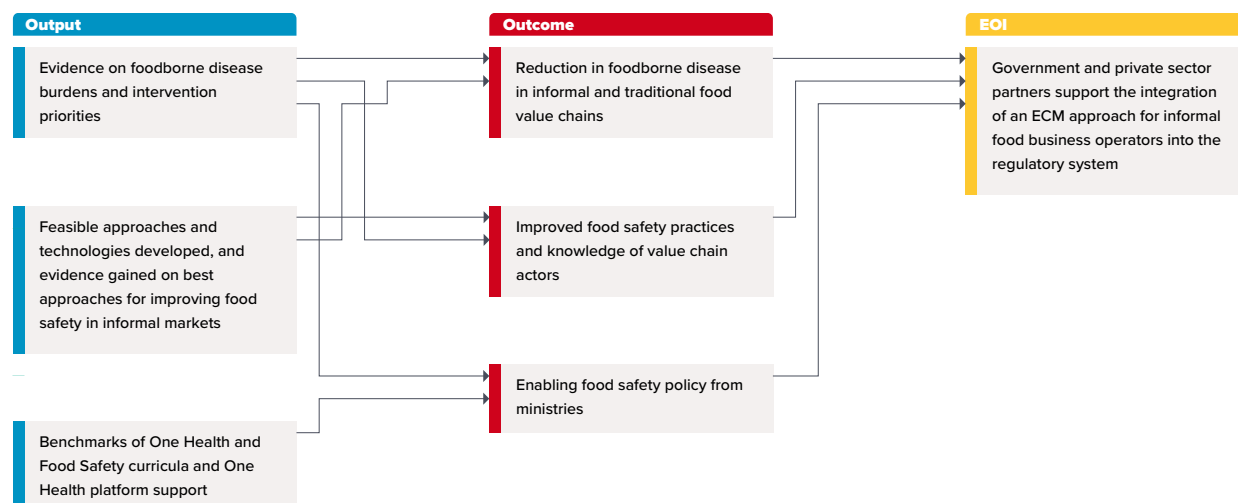 Output
Evidence on foodborne disease
burdens and intervention
priorities
Feasible approaches and
technologies developed, and
evidence gained on best
approaches for improving food
safety in informal markets
Benchmarks of One Health and
Food Safety curricula and One
Health platform support
Outcome
Reduction in foodborne disease
in informal and traditional food
value chains
Improved food safety practices
and knowledge of value chain
actors
Enabling food safety policy from
ministries
EOI
Government and private sector
partners support the integration
of an ECM approach for informal
food business operators into the
regulatory system